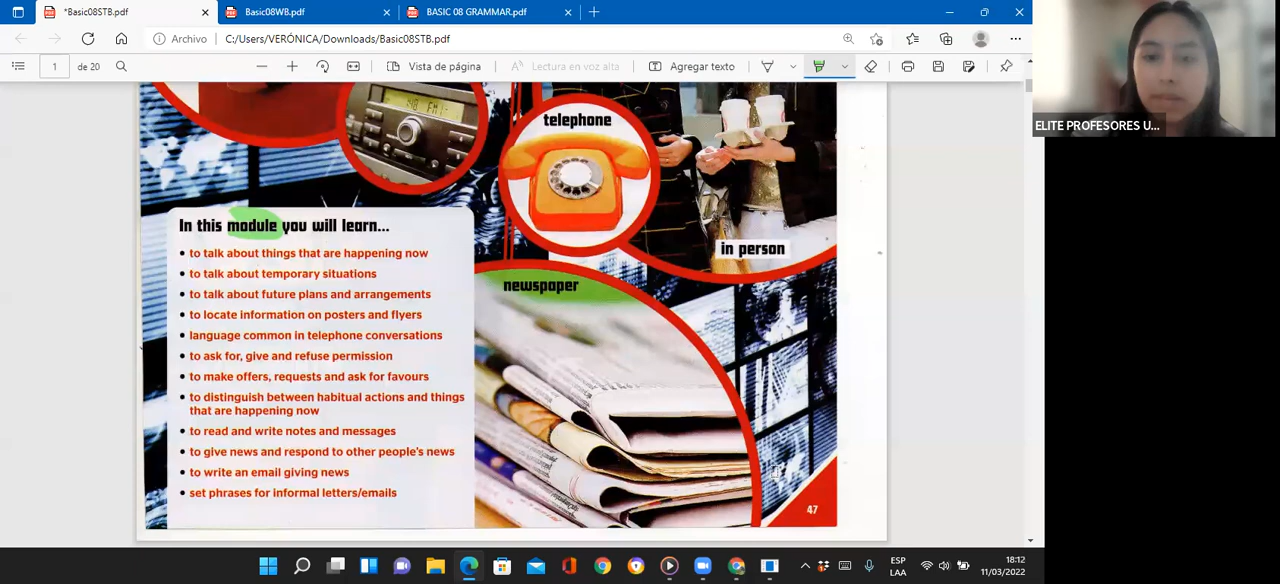 *Basic08STB.pdf
Basic08WB.pdf
BASIC 08 GRAMMAR.pdf
Archivo
C:/Users/VERÓNICA/Downloads/Basic08STB.pdf
1
de 20
Vista de página
Lectura en voz alta
Agregar texto
ELITE PROFESORES U...
telephone
in person
newspaper
In this module you will learn...
• to talk about things that are happening now
• to talk about temporary situations
• to talk about future plans and arrangements
• to locate information on posters and flyers
• language common in telephone conversations
• to ask for, give and refuse permission
• to make offers, requests and ask for favours
• to distinguish between habitual actions and things
that are happening now
• to read and write notes and messages
• to give news and respond to other people's news
• to write an email giving news
• set phrases for informal letters/emails
47
ESP
LAA
18:12
11/03/2022